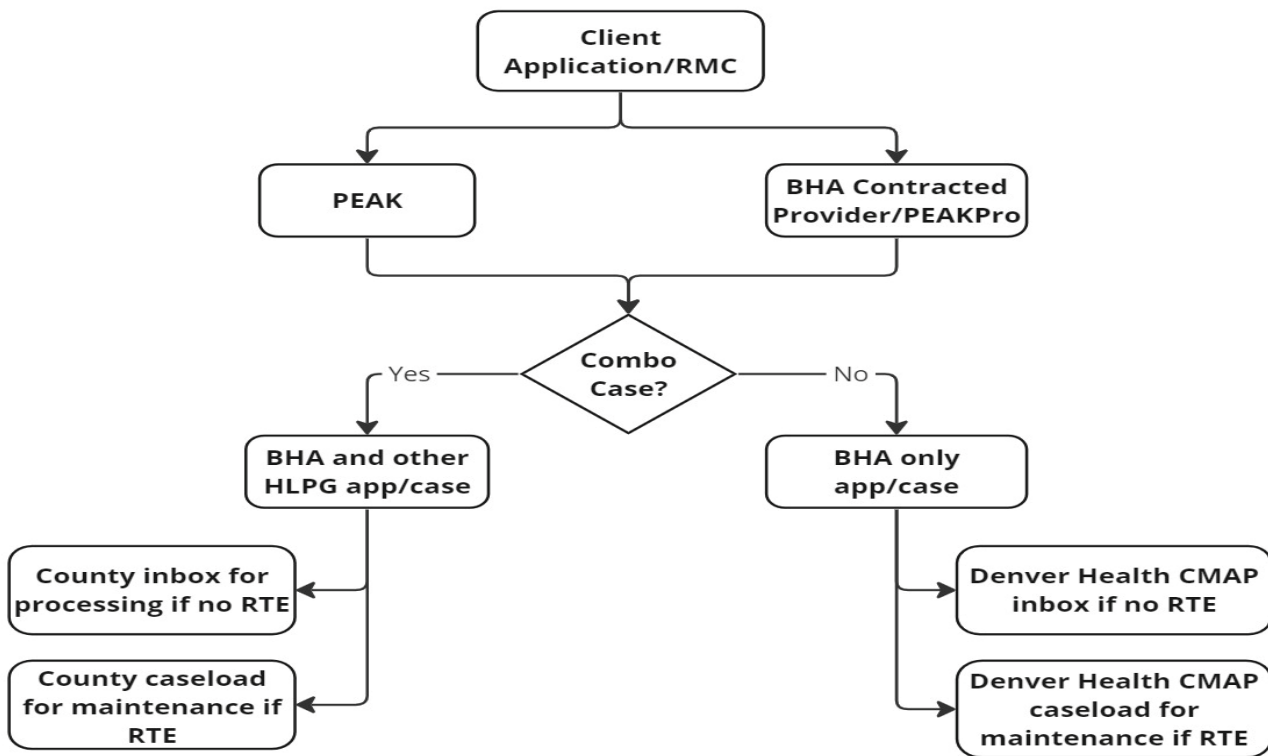 Client
Application/RMC
PEAK
BHA Contracted
Provider/PEAKPro
Combo
Case?
Yes
No
BHA and other
HLPG app/case
BHA only
app/case
County inbox for
processing if no RTE
Denver Health CMAP
inbox if no RTE
County caseload
for maintenance if
RTE
Denver Health CMAP
caseload for
maintenance if RTE